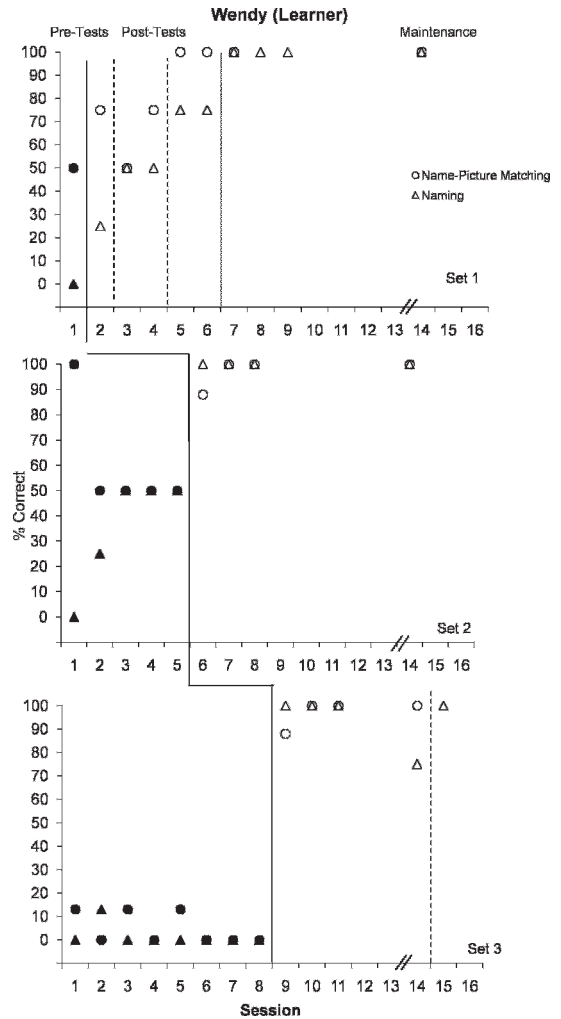 Wendy (Learner)
Pre-Tests Post-Tests Maintenance
100
90
80
70
60
50
40
30
20
10
0
Name-Picture Matching
Naming
Set 1
1 2 3 4 5 6 7 8 9 10 11 12 13 14 15 16
100
90
80
70
60
50
40
30
20
10
0
% Correct
Set 2
1 2 3 4 5 6 7 8 9 10 11 12 13 14 15 16
100
90
80
70
60
50
40
30
20
10
0
Set 3
1 2 3 4 5 6 7 8 9 10 11 12 13 14 15 16
Session